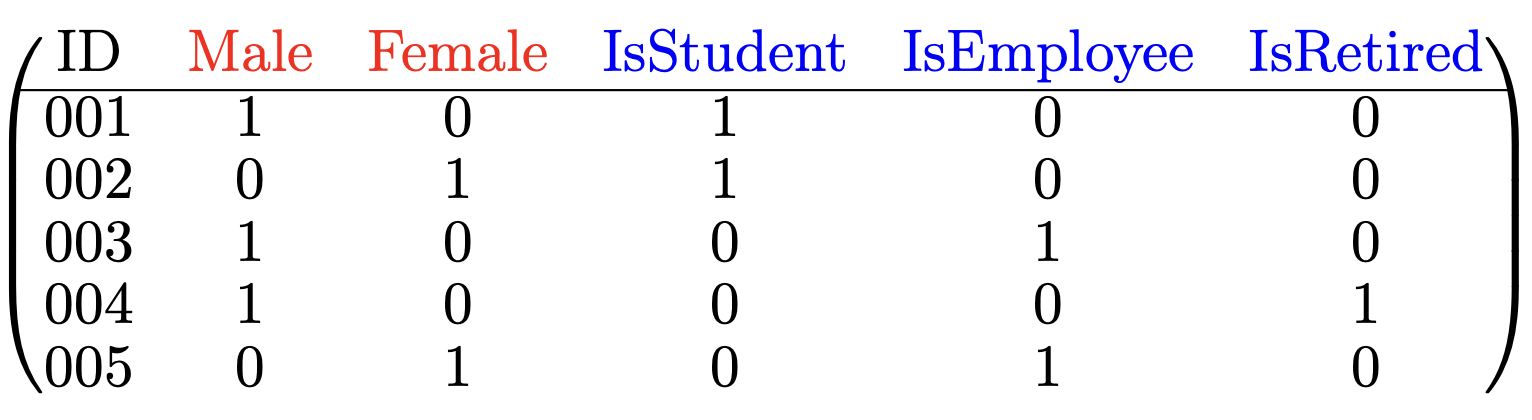 ID Male Female IsStudent IsEmployee IsRetired
001 1 0 1 0 0
002 0 1 1 0 0
003 1 0 0 1 0
004 1 0 0 0 1
005 0 1 0 1 0